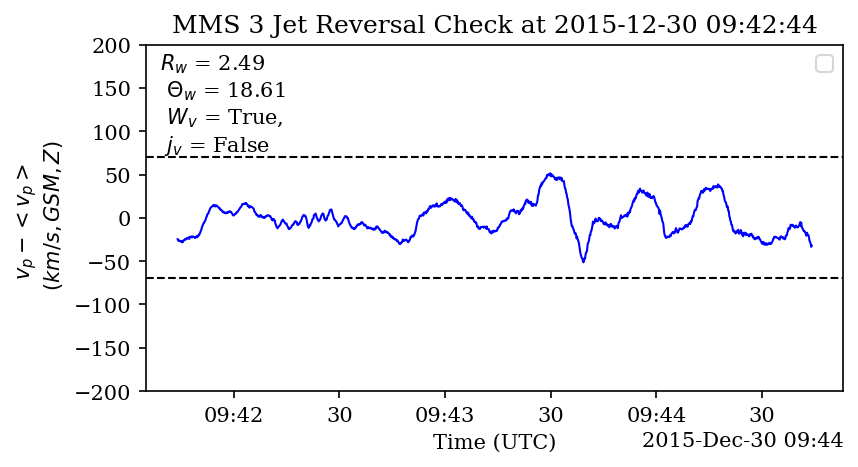 MMS 3 Jet Reversal Check at 2015-12-30 09:42:44
R_w = 2.49
Θ_w = 18.61
W_v = True,
j_v = False
v_p − < v_p >
(km/s, GSM, Z)
200
150
100
50
0
−50
−100
−150
−200
09:42 30 09:43 30 09:44 30
Time (UTC)
2015-Dec-30 09:44